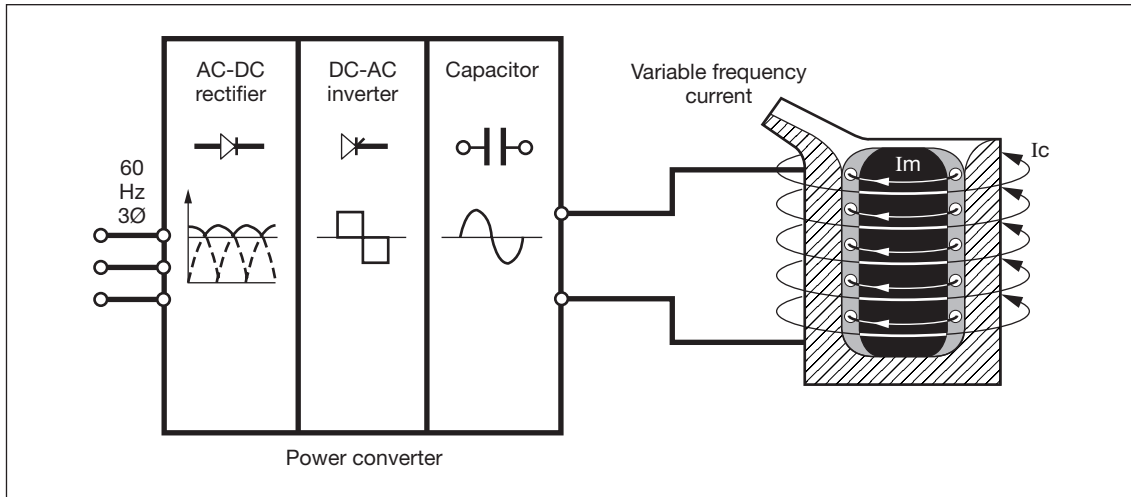 AC-DC
rectifier
DC-AC
inverter
Capacitor
Variable frequency
current
60
Hz
3Ø
Im
Ic
Power converter